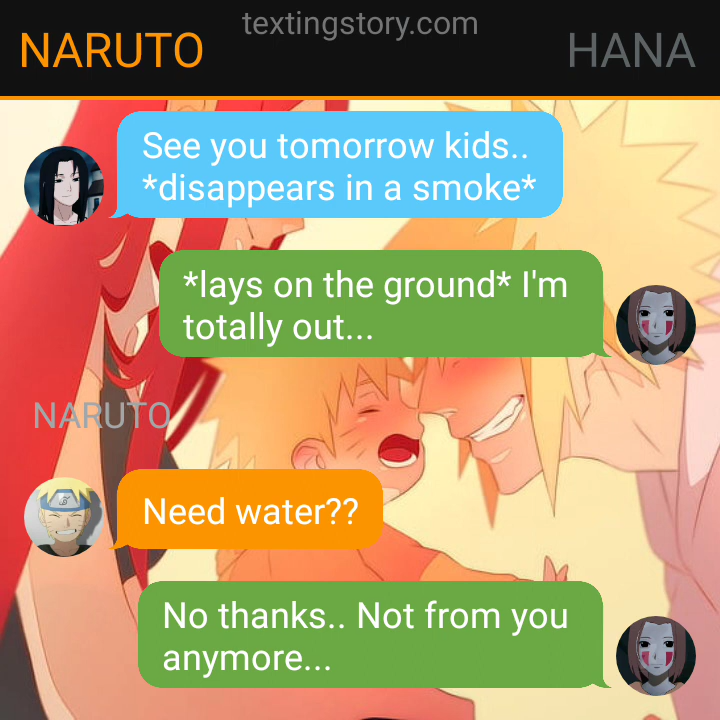 textingstory.com
NARUTO
HANA
See you tomorrow kids..
*disappears in a smoke*
*lays on the ground* I'm
totally out...
NARUTO
Need water??
No thanks.. Not from you
anymore...